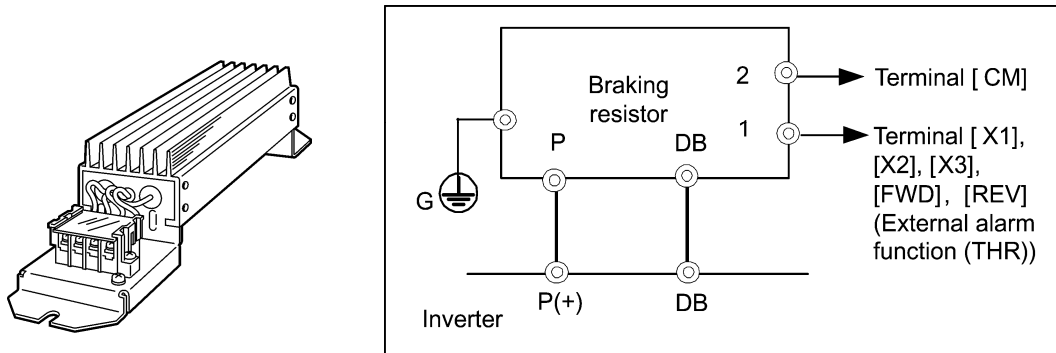 Braking
resistor
2
Terminal [ CM]
1
Terminal [ X1],
[X2], [X3],
[FWD], [REV]
(External alarm
function (THR))
P
DB
G
P(+)
DB
Inverter